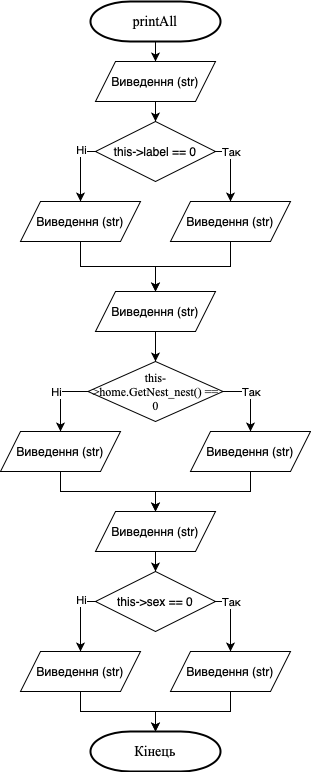 printAll
Виведення (str)
Ні
this->label == 0
Так
Виведення (str)
Виведення (str)
Виведення (str)
this-
>home.GetNest_nest() ==
0
Ні
Так
Виведення (str)
Виведення (str)
Виведення (str)
Ні
this->sex == 0
Так
Виведення (str)
Виведення (str)
Кінець